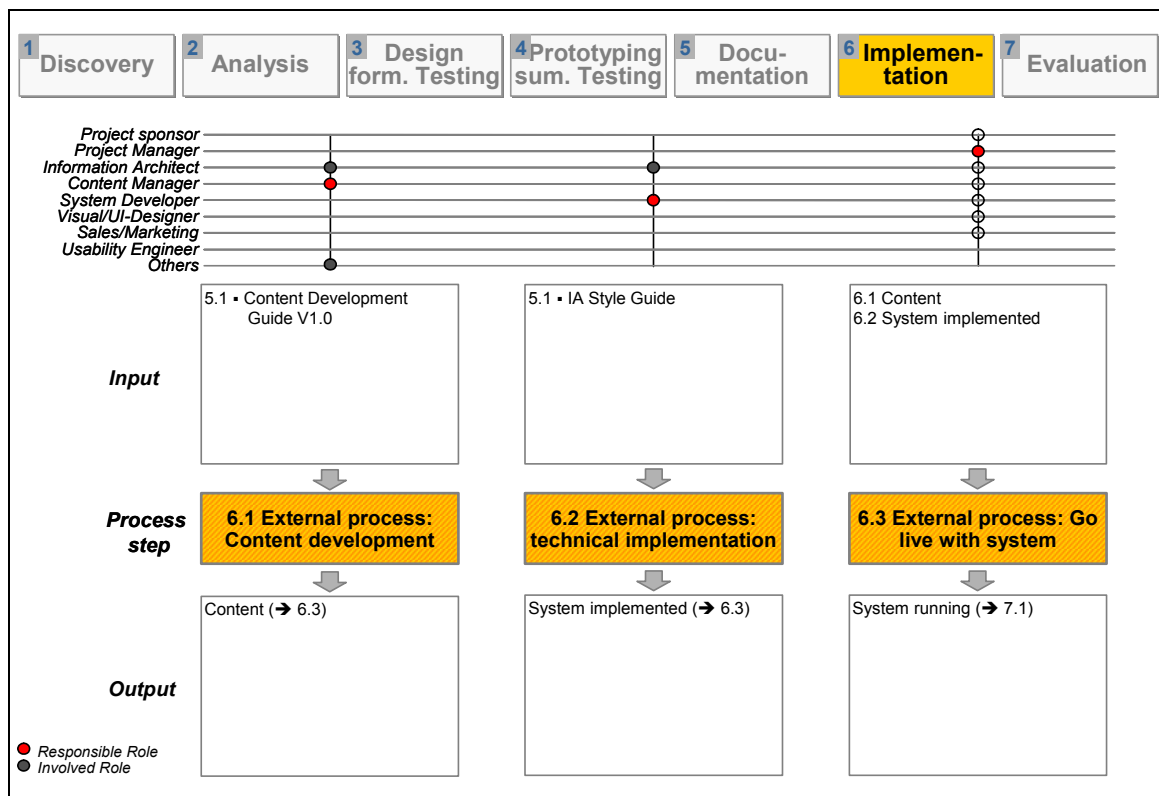 1 Discovery
2 Analysis
3 Design
form. Testing
4 Prototyping
sum. Testing
5 Docu-
mentation
6 Implemen-
tation
7 Evaluation
Project sponsor
Project Manager
Information Architect
Content Manager
System Developer
Visual/UI-Designer
Sales/Marketing
Usability Engineer
Others
Input
5.1 ▪ Content Development
Guide V1.0
5.1 ▪ IA Style Guide
6.1 Content
6.2 System implemented
Process
step
6.1 External process:
Content development
6.2 External process:
technical implementation
6.3 External process: Go
live with system
Output
Content (➔ 6.3)
System implemented (➔ 6.3)
System running (➔ 7.1)
Responsible Role
Involved Role